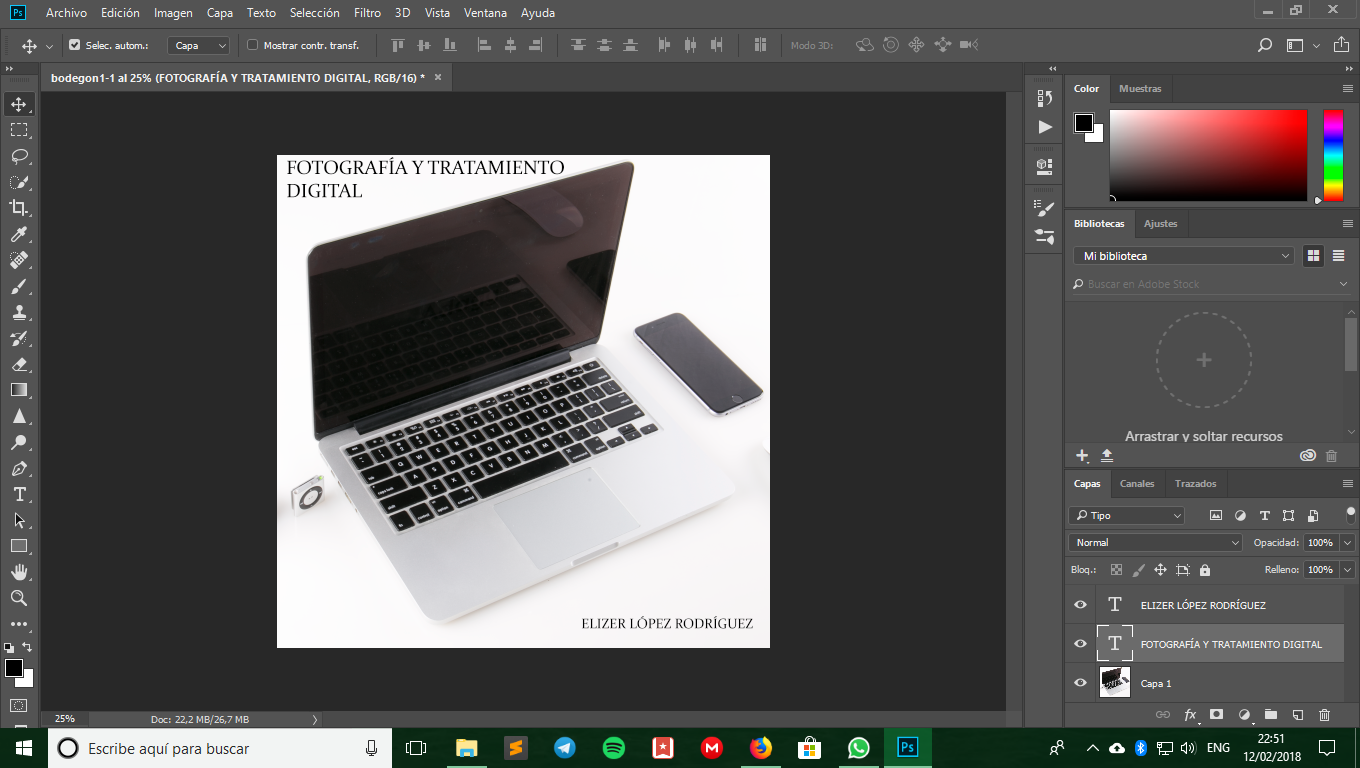 Ps Archivo Edición Imagen Capa Texto Selección Filtro 3D Vista Ventana Ayuda
Selec. autom.: Capa Mostrar contr. transf. Modo 3D:
bodegon1-1 al 25% (FOTOGRAFÍA Y TRATAMIENTO DIGITAL, RGB/16) * ×
Color Muestras
FOTOGRAFÍA Y TRATAMIENTO
DIGITAL
Bibliotecas Ajustes
Mi biblioteca
Buscar en Adobe Stock
Arrastrar y soltar recursos
Capas Canales Trazados
Tipo
Normal Opacidad: 100%
Bloq.: Relleno: 100%
ELIZER LÓPEZ RODRÍGUEZ
FOTOGRAFÍA Y TRATAMIENTO DIGITAL
Capa 1
ELIZER LÓPEZ RODRÍGUEZ
25% Doc: 22,2 MB/26,7 MB
fx
Escribe aquí para buscar
Ps
ENG
22:51
12/02/2018